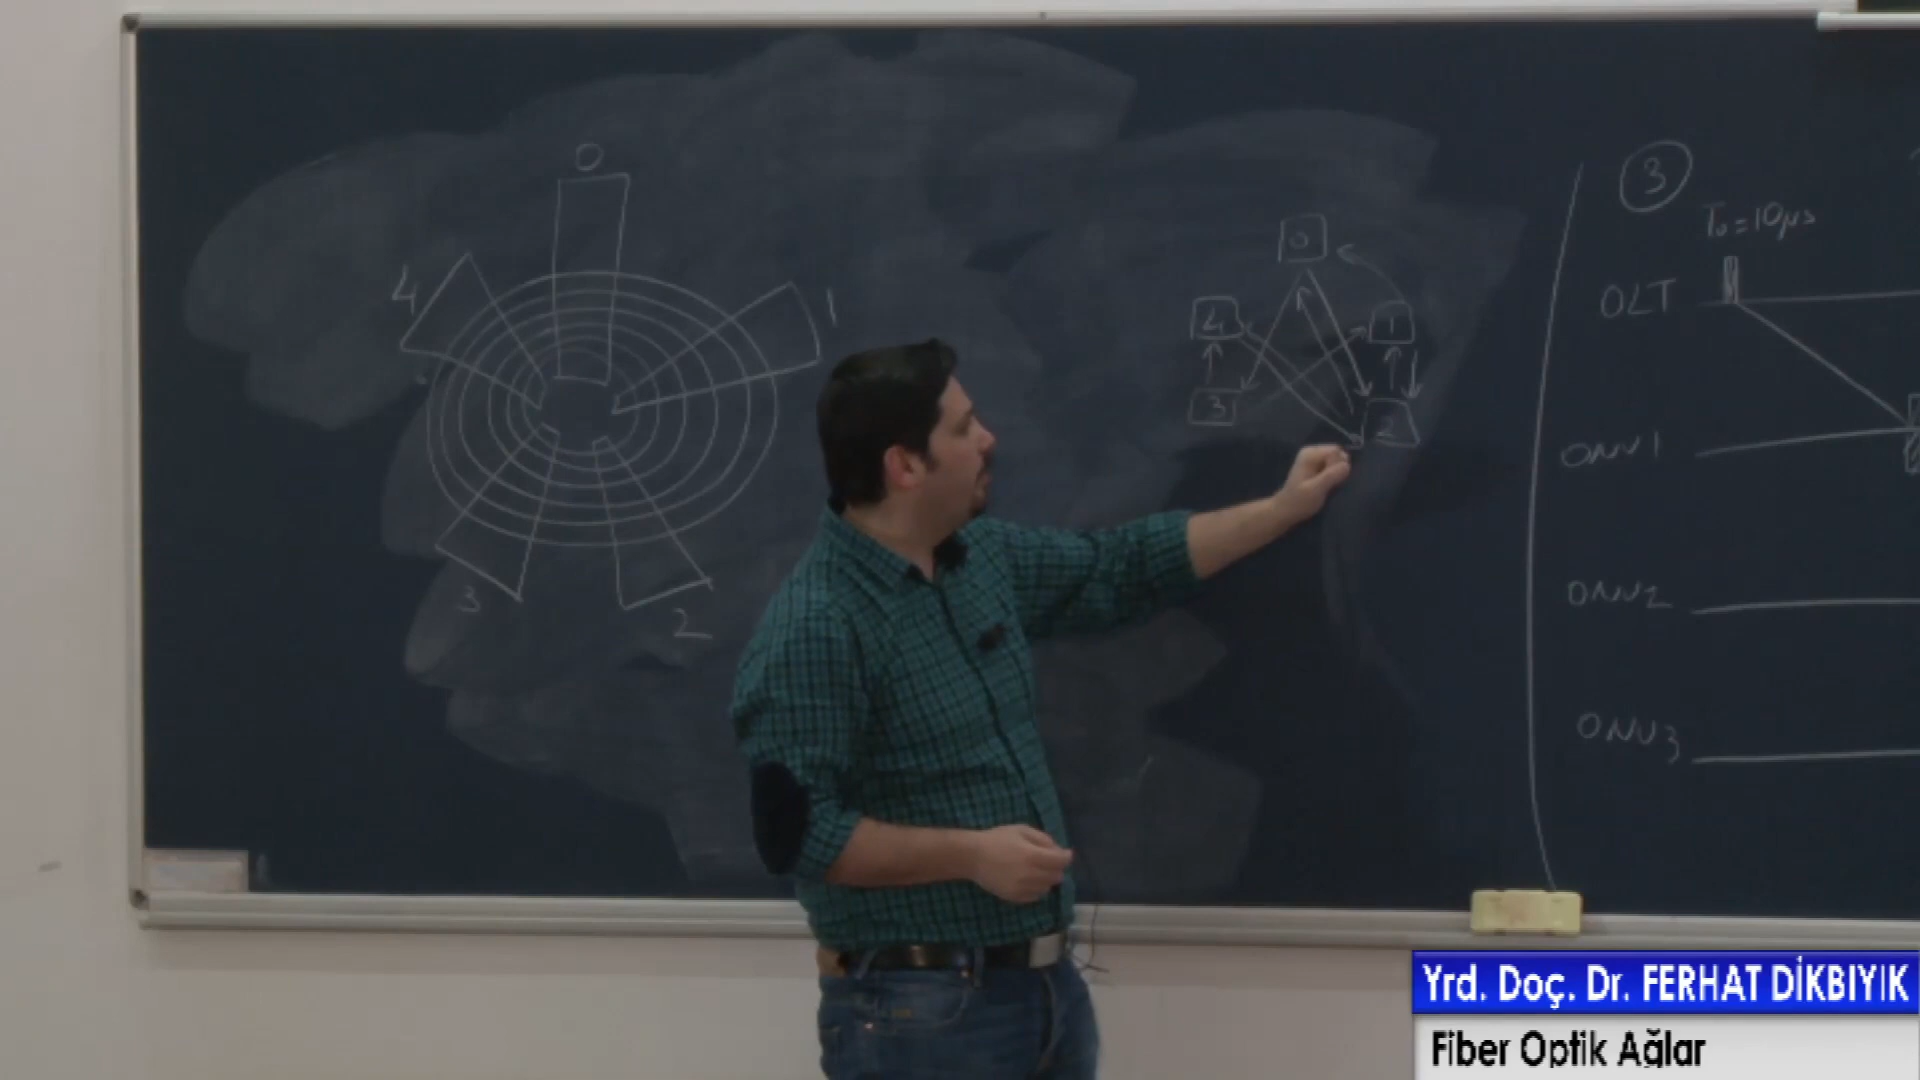 0
4
1
3
2
0
4
1
3
2
3
T₀=10μs
OLT
ONU1
ONU2
ONU3
Yrd. Doç. Dr. FERHAT DİKBIYIK
Fiber Optik Ağlar